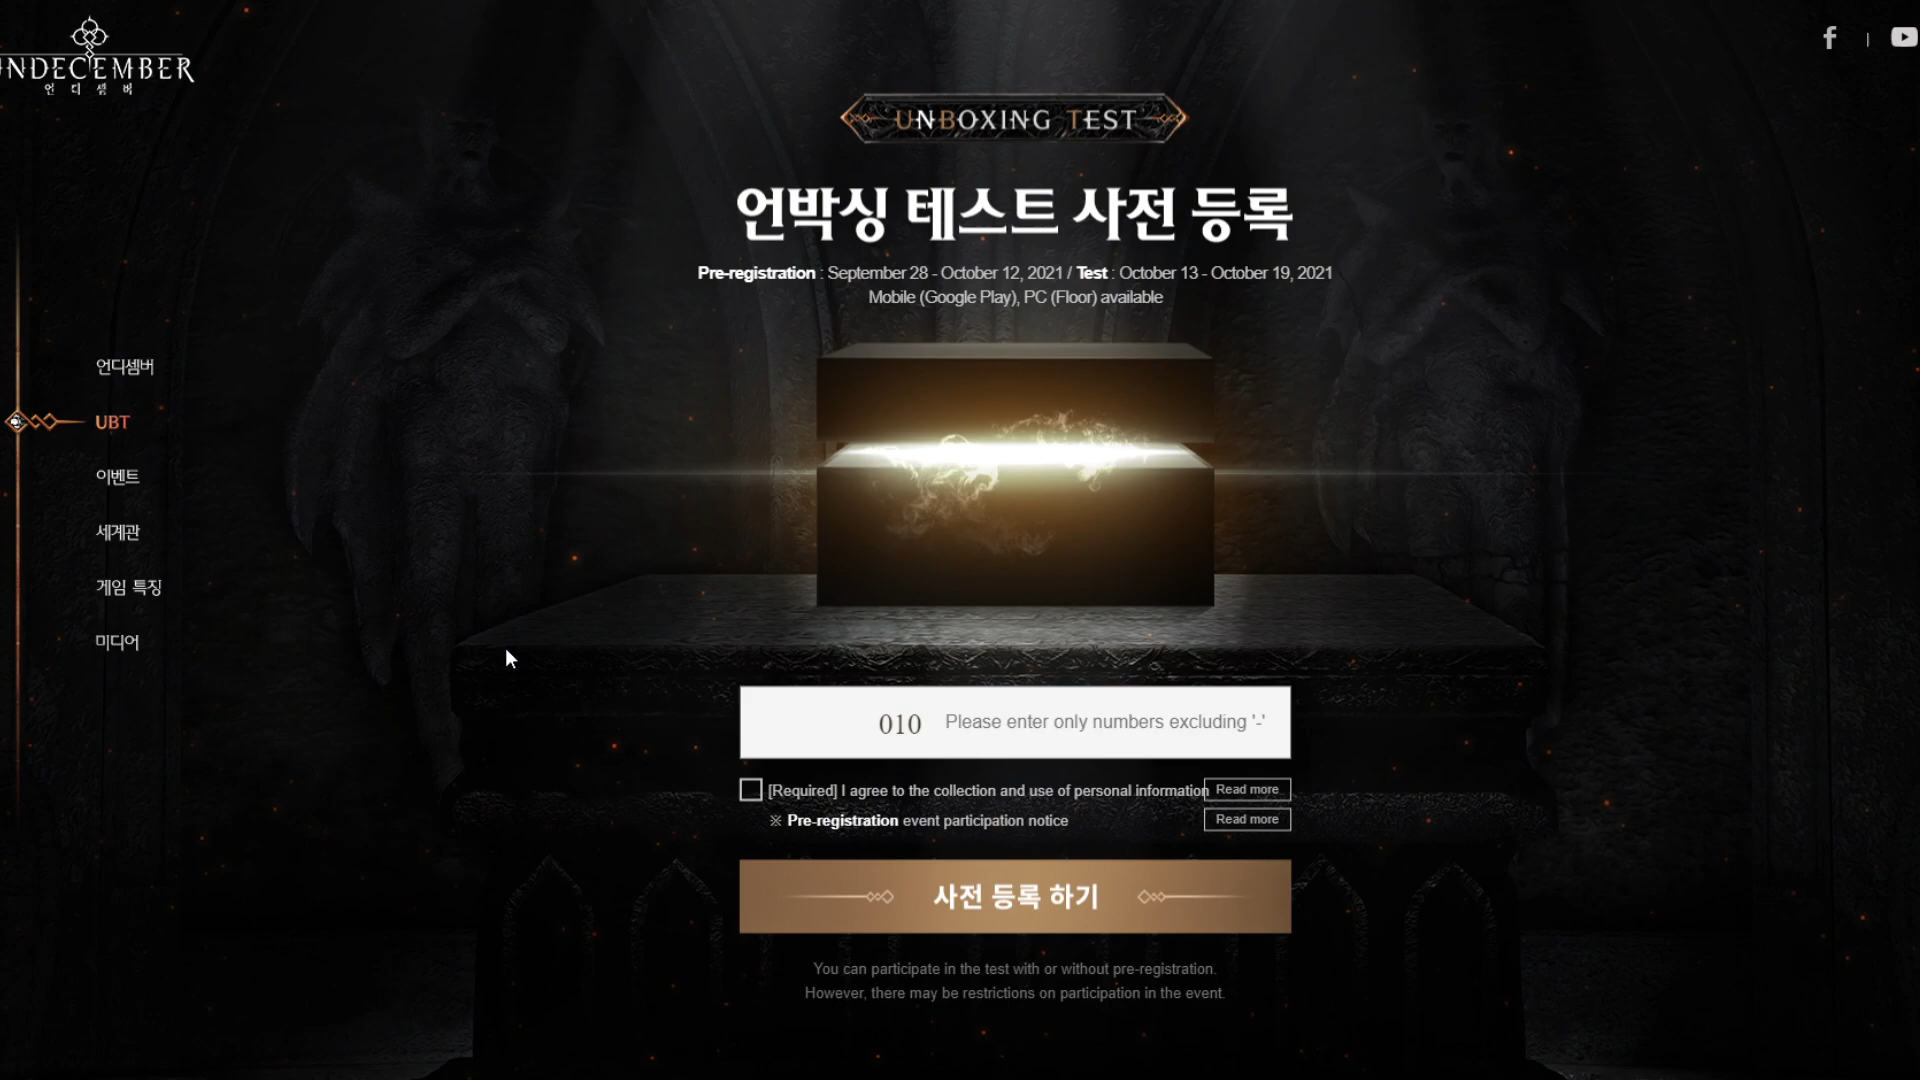 UNDECEMBER
언디셈버
UNBOXING TEST
언박싱 테스트 사전 등록
Pre-registration : September 28 - October 12, 2021 / Test : October 13 - October 19, 2021
Mobile (Google Play), PC (Floor) available
언디셈버
UBT
이벤트
세계관
게임 특징
미디어
010 Please enter only numbers excluding '-'
[Required] I agree to the collection and use of personal information Read more
※ Pre-registration event participation notice Read more
사전 등록 하기
You can participate in the test with or without pre-registration.
However, there may be restrictions on participation in the event.